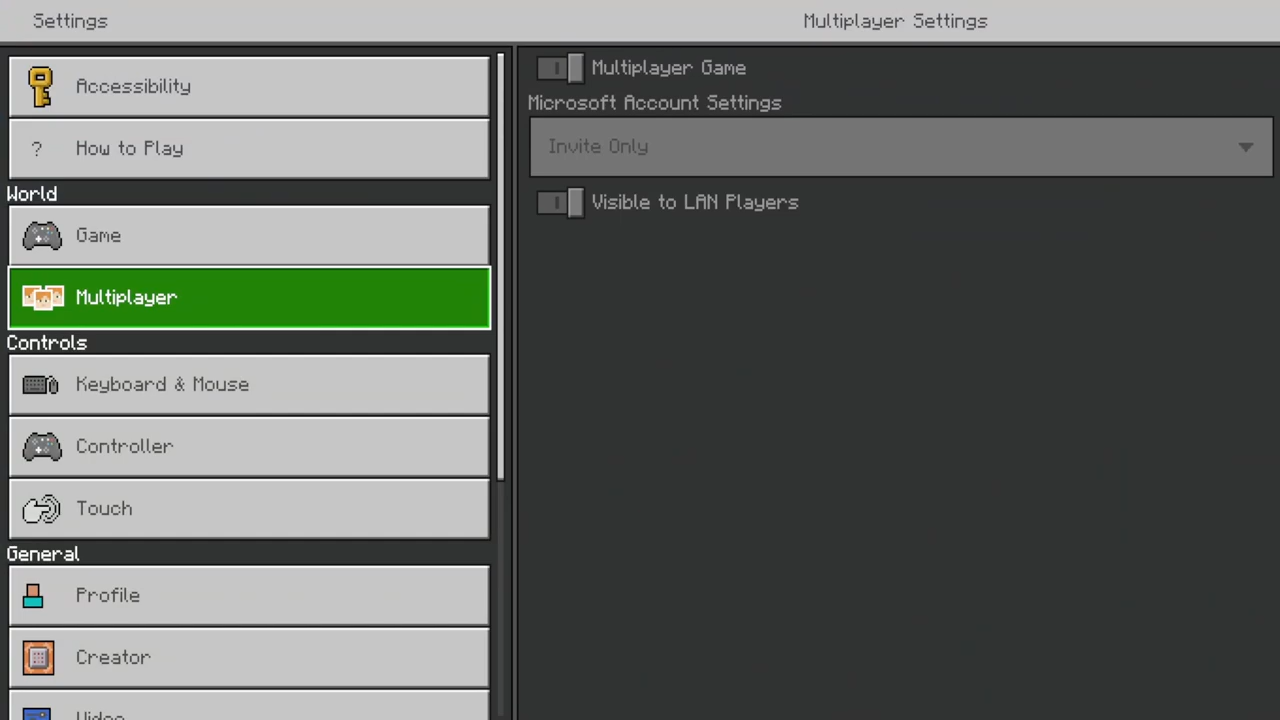 Settings
Multiplayer Settings
Accessibility
? How to Play
World
Game
Multiplayer
Controls
Keyboard & Mouse
Controller
Touch
General
Profile
Creator
Video
Multiplayer Game
Microsoft Account Settings
Invite Only
Visible to LAN Players